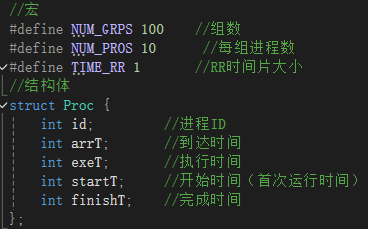 //宏
#define NUM_GRPS 100 //组数
#define NUM_PROS 10 //每组进程数
#define TIME_RR 1 //RR时间片大小
//结构体
struct Proc {
int id; //进程ID
int arrT; //到达时间
int exeT; //执行时间
int startT; //开始时间（首次运行时间）
int finishT; //完成时间
};